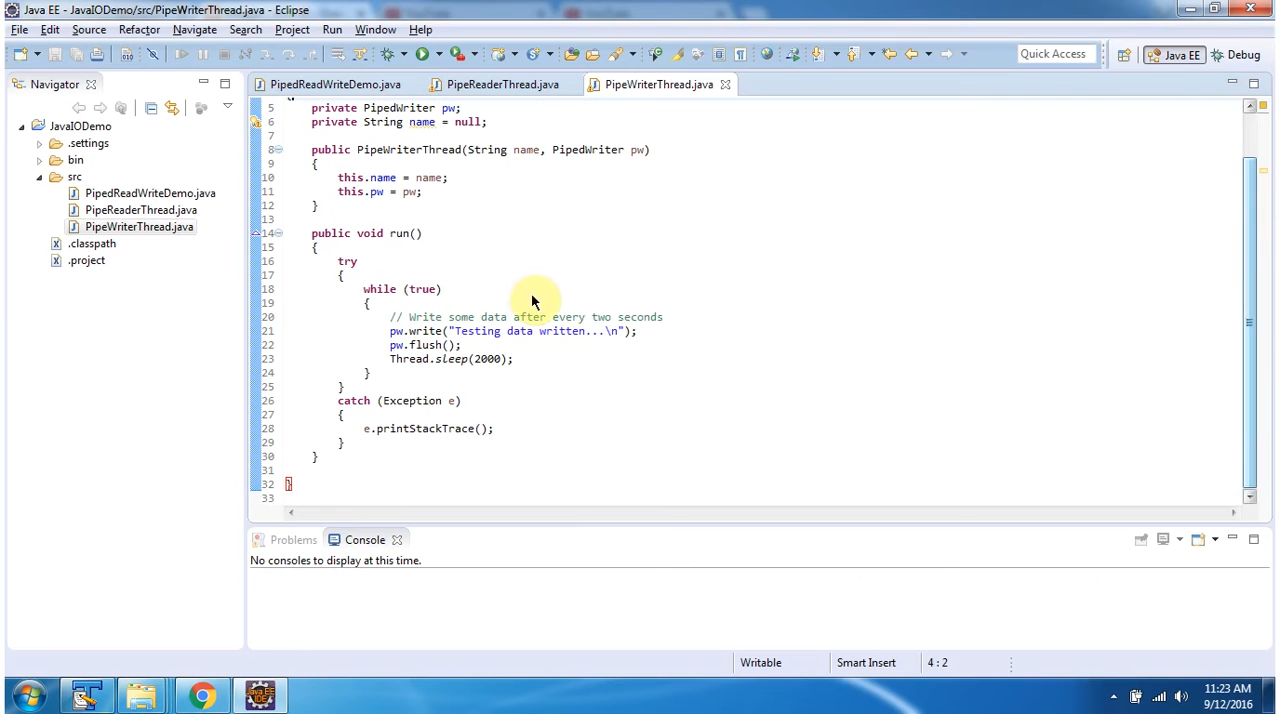 Java EE - JavaIODemo/src/PipeWriterThread.java - Eclipse
File Edit Source Refactor Navigate Search Project Run Window Help
Quick Access
Java EE
Debug
Navigator
PipedReadWriteDemo.java
PipeReaderThread.java
PipeWriterThread.java
JavaIODemo
.settings
bin
src
PipedReadWriteDemo.java
PipeReaderThread.java
PipeWriterThread.java
.classpath
.project
5 private PipedWriter pw;
6 private String name = null;
7
8 public PipeWriterThread(String name, PipedWriter pw)
9 {
10 this.name = name;
11 this.pw = pw;
12 }
13
14 public void run()
15 {
16 try
17 {
18 while (true)
19 {
20 // Write some data after every two seconds
21 pw.write("Testing data written...\n");
22 pw.flush();
23 Thread.sleep(2000);
24 }
25 }
26 catch (Exception e)
27 {
28 e.printStackTrace();
29 }
30 }
31
32 }
33
Problems
Console
No consoles to display at this time.
Writable
Smart Insert
4 : 2
Java EE
IDE
11:23 AM
9/12/2016